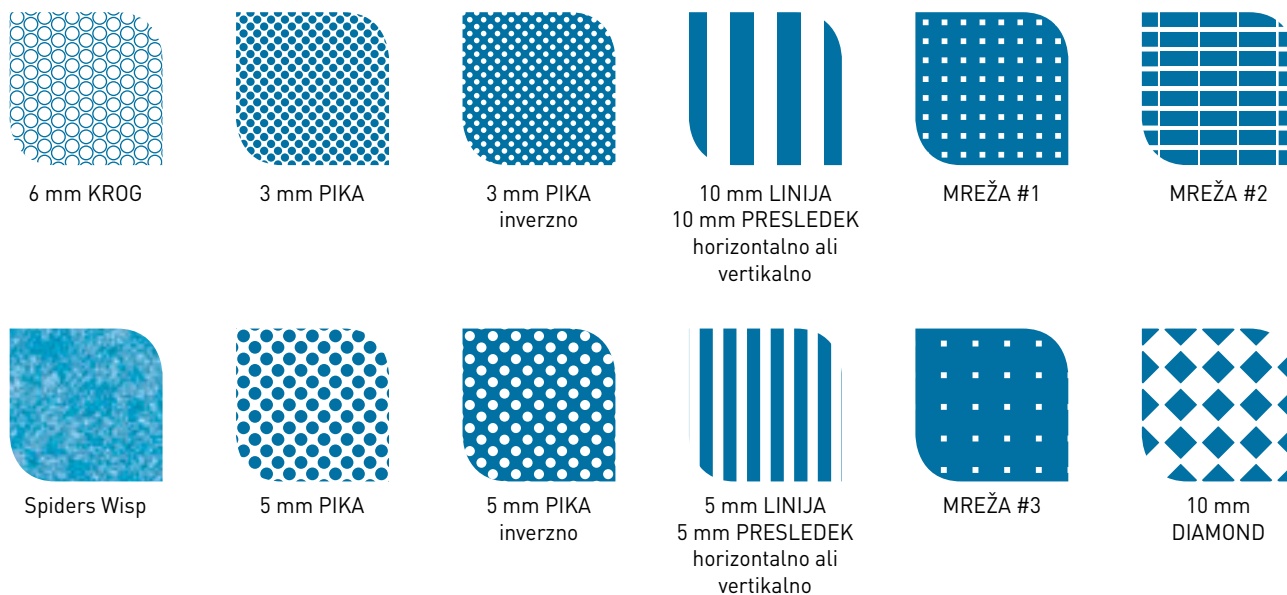 6 mm KROG
3 mm PIKA
3 mm PIKA
inverzno
10 mm LINIJA
10 mm PRESLEDEK
horizontalno ali
vertikalno
MREŽA #1
MREŽA #2
Spiders Wisp
5 mm PIKA
5 mm PIKA
inverzno
5 mm LINIJA
5 mm PRESLEDEK
horizontalno ali
vertikalno
MREŽA #3
10 mm
DIAMOND